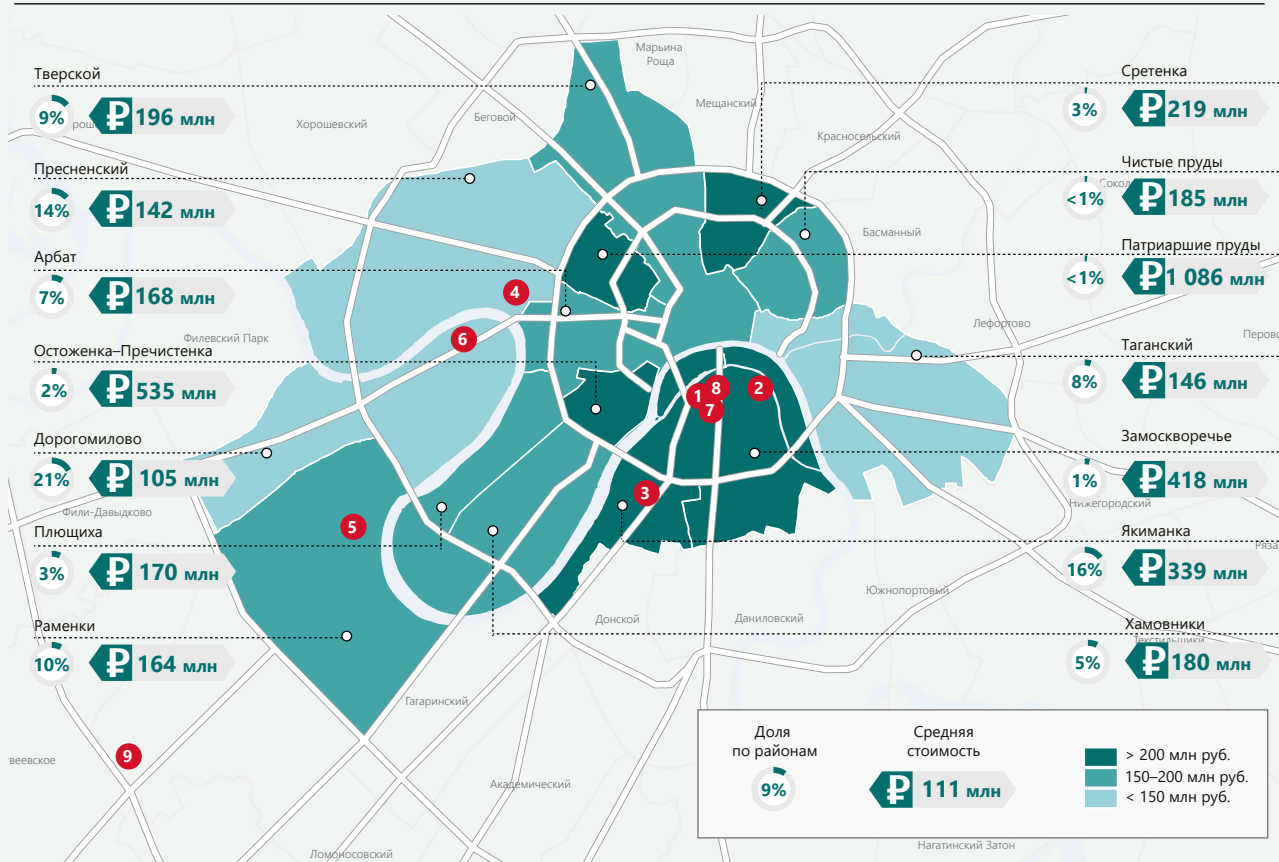 Марьина
Роща
Тверской
9%
₽ 196 млн
Хорошевский
Беговой
Мещанский
Красносельский
Сретенка
3%
₽ 219 млн
Пресненский
14%
₽ 142 млн
Чистые пруды
<1%
₽ 185 млн
Басманный
Арбат
7%
₽ 168 млн
Патриаршие пруды
<1%
₽ 1 086 млн
4
6
Филевский Парк
Лефортово
Остоженка–Пречистенка
2%
₽ 535 млн
Таганский
8%
₽ 146 млн
1
8
7
2
Дорогомилово
21%
₽ 105 млн
Фили-Давыдково
Замоскворечье
1%
₽ 418 млн
Нижегородский
3
5
Плющиха
3%
₽ 170 млн
Якиманка
16%
₽ 339 млн
Южнопортовый
Донской
Даниловский
Раменки
10%
₽ 164 млн
Хамовники
Текстильщики
5%
₽ 180 млн
Гагаринский
9
Академический
Ломоносовский
Доля
по районам
9%
Средняя
стоимость
₽ 111 млн
> 200 млн руб.
150–200 млн руб.
< 150 млн руб.
Нагатинский Затон